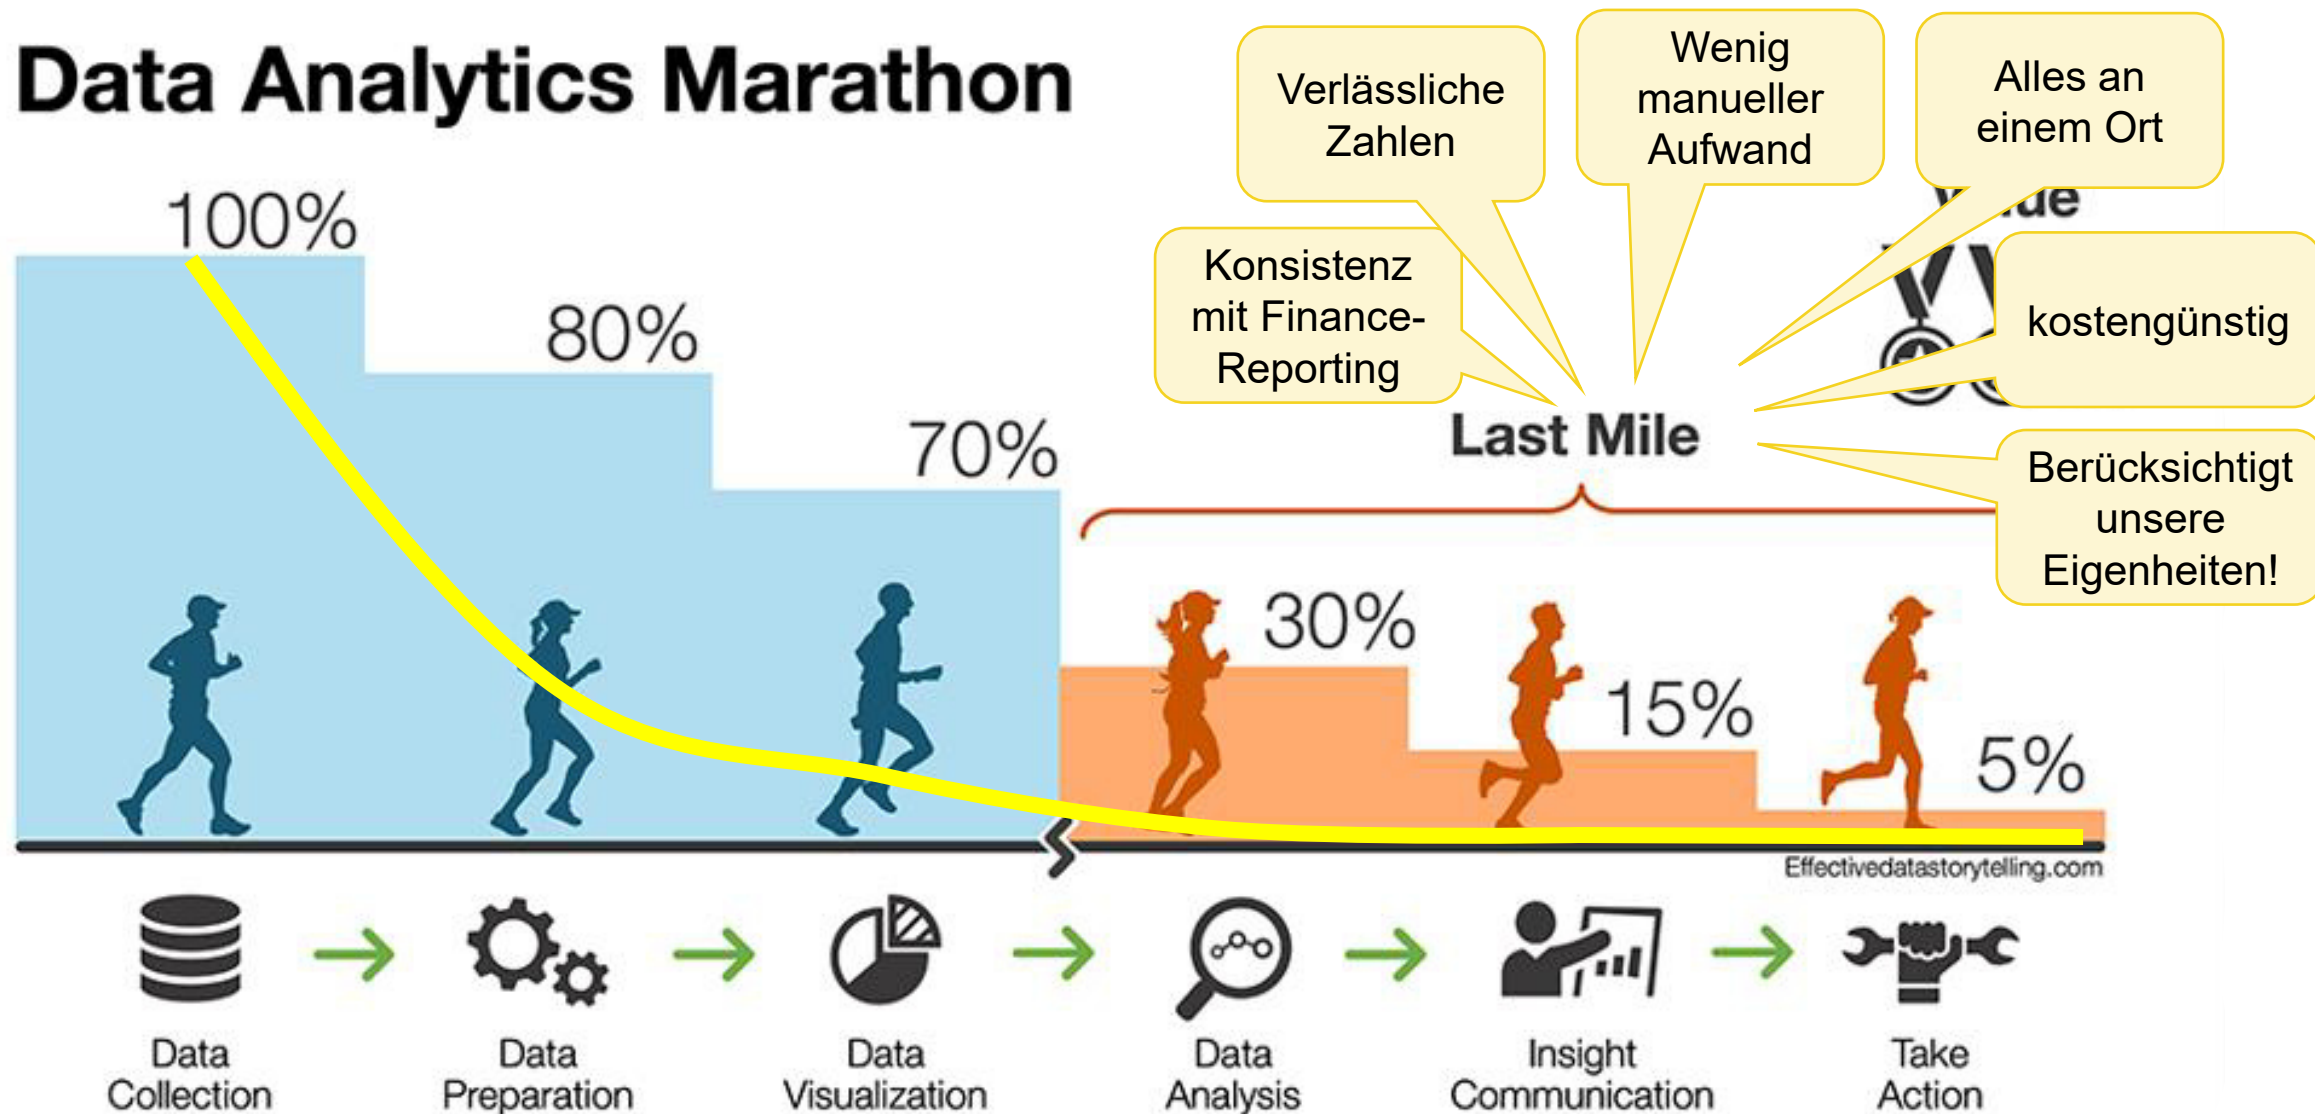 Data Analytics Marathon
Verlässliche
Zahlen
Wenig
manueller
Aufwand
Alles an
einem Ort
Konsistenz
mit Finance-
Reporting
kostengünstig
Berücksichtigt
unsere
Eigenheiten!
100%
80%
70%
Last Mile
30%
15%
5%
Effectivedatastorytelling.com
Data
Collection
Data
Preparation
Data
Visualization
Data
Analysis
Insight
Communication
Take
Action